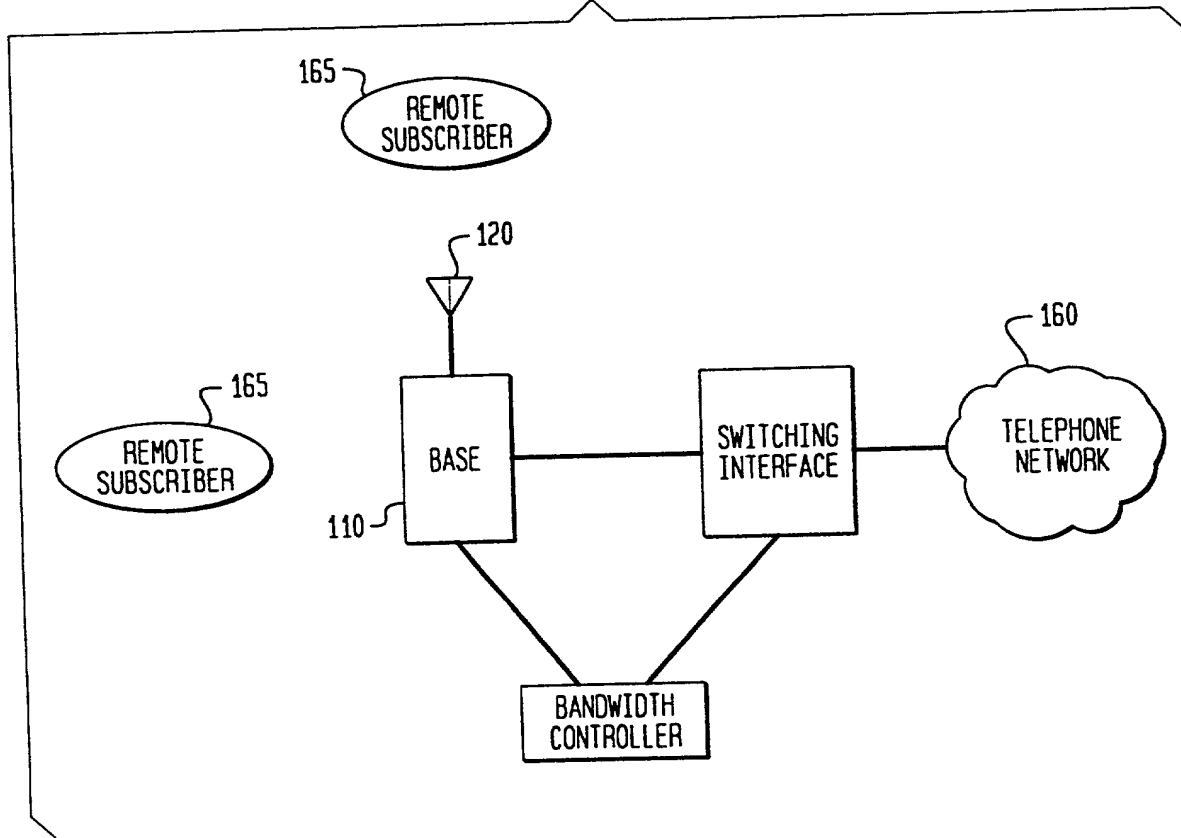 165
REMOTE
SUBSCRIBER
120
160
165
REMOTE
SUBSCRIBER
BASE
SWITCHING
INTERFACE
TELEPHONE
NETWORK
110
BANDWIDTH
CONTROLLER